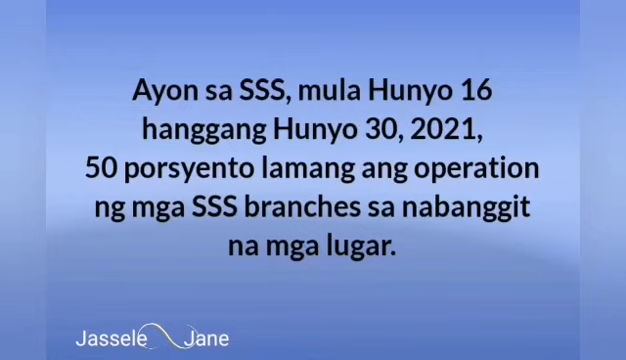 Ayon sa SSS, mula Hunyo 16
hanggang Hunyo 30, 2021,
50 porsyento lamang ang operation
ng mga SSS branches sa nabanggit
na mga lugar.
Jassele Jane